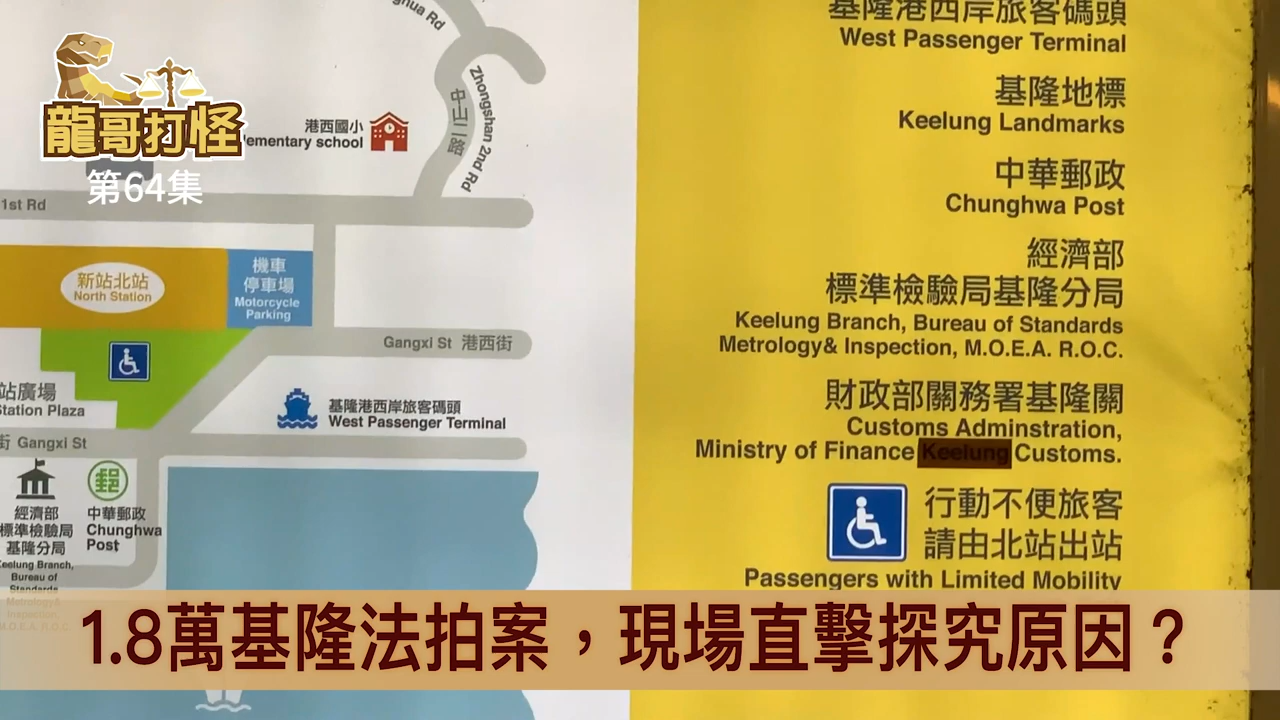 龍哥打怪
第64集
ghua Rd
港西國小
ementary school
中山二路
Zhongshan 2nd Rd
1st Rd
新站北站
North Station
機車
停車場
Motorcycle
Parking
Gangxi St 港西街
站廣場
Station Plaza
基隆港西岸旅客碼頭
West Passenger Terminal
街 Gangxi St
經濟部
標準檢驗局
基隆分局
Keelung Branch,
Bureau of
Standards
Metrology&
M.O.E.A. R.O.C.
中華郵政
Chunghwa
Post
基隆港西岸旅客碼頭
West Passenger Terminal
基隆地標
Keelung Landmarks
中華郵政
Chunghwa Post
經濟部
標準檢驗局基隆分局
Keelung Branch, Bureau of Standards
Metrology& Inspection, M.O.E.A. R.O.C.
財政部關務署基隆關
Customs Adminstration,
Ministry of Finance Keelung Customs.
行動不便旅客
請由北站出站
Passengers with Limited Mobility
1.8萬基隆法拍案，現場直擊探究原因？